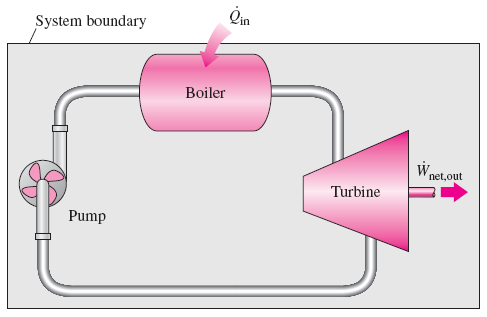 System boundary
Q̇in
Boiler
Ẇnet,out
Turbine
Pump